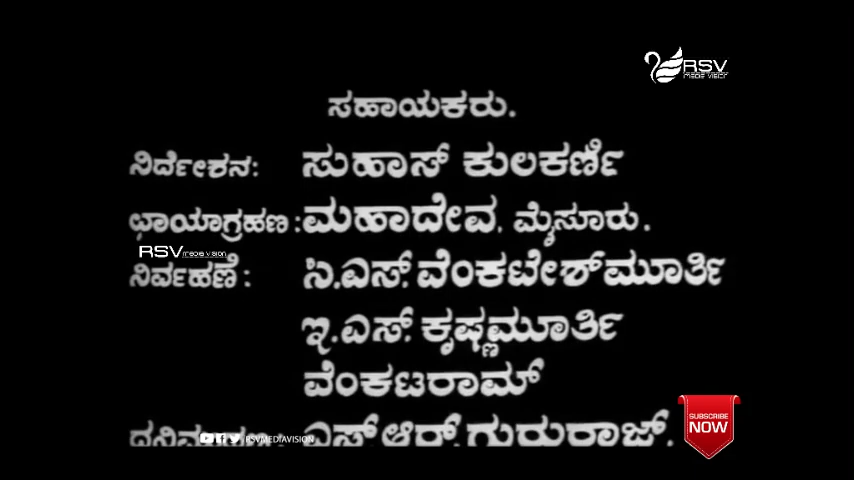 RSV
MEDIA VISION
ಸಹಾಯಕರು.
ನಿರ್ದೇಶನ: ಸುಹಾಸ್ ಕುಲಕರ್ಣಿ
ಛಾಯಾಗ್ರಹಣ: ಮಹಾದೇವ, ಮೈಸೂರು.
RSV MEDIA VISION
ನಿರ್ವಹಣೆ: ಸಿ.ಎಸ್.ವೆಂಕಟೇಶ್‌ಮೂರ್ತಿ
ಇ.ಎಸ್. ಕೃಷ್ಣಮೂರ್ತಿ
ವೆಂಕಟರಾಮ್
ಎಸ್.ಆರ್.ಗುರುರಾಜ್.
/RSVMEDIAVISION
SUBSCRIBE
NOW